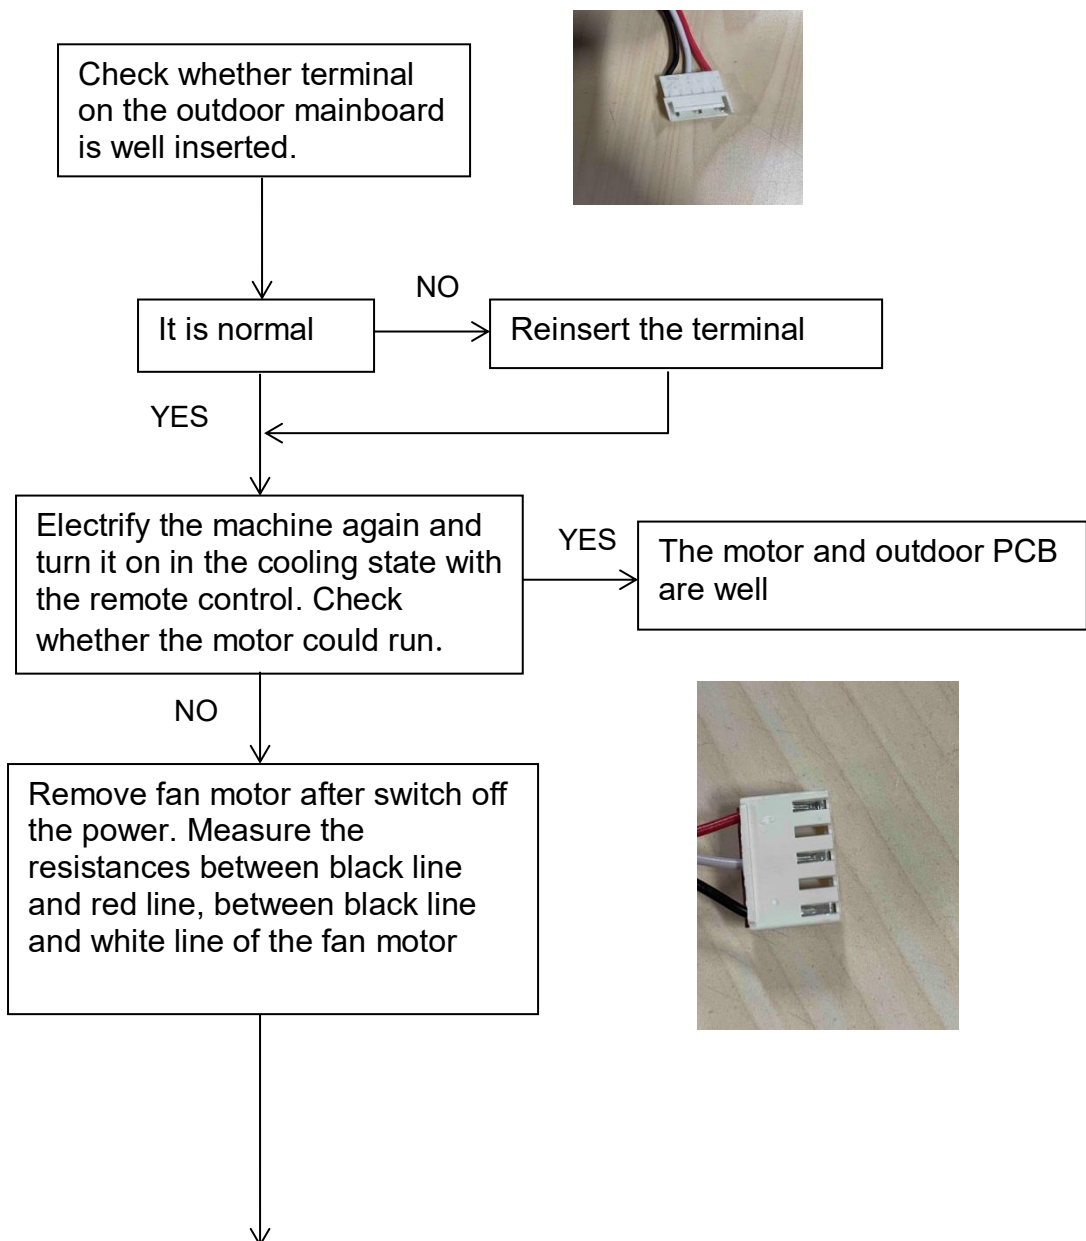 Check whether terminal
on the outdoor mainboard
is well inserted.
NO
It is normal
Reinsert the terminal
YES
Electrify the machine again and
turn it on in the cooling state with
the remote control. Check
whether the motor could run.
YES
The motor and outdoor PCB
are well
NO
Remove fan motor after switch off
the power. Measure the
resistances between black line
and red line, between black line
and white line of the fan motor